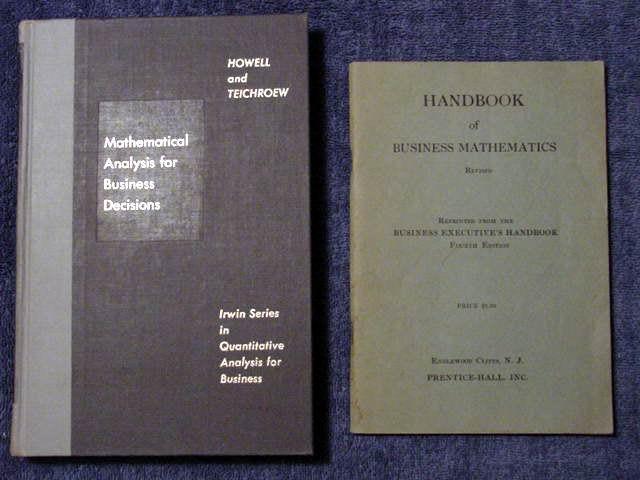 HOWELL
and
TEICHROEW
Mathematical
Analysis for
Business
Decisions
Irwin Series
in
Quantitative
Analysis for
Business
HANDBOOK
of
BUSINESS MATHEMATICS
REVISED
REPRINTED FROM THE
BUSINESS EXECUTIVE'S HANDBOOK
FOURTH EDITION
PRICE
ENGLEWOOD CLIFFS, N. J.
PRENTICE-HALL, INC.